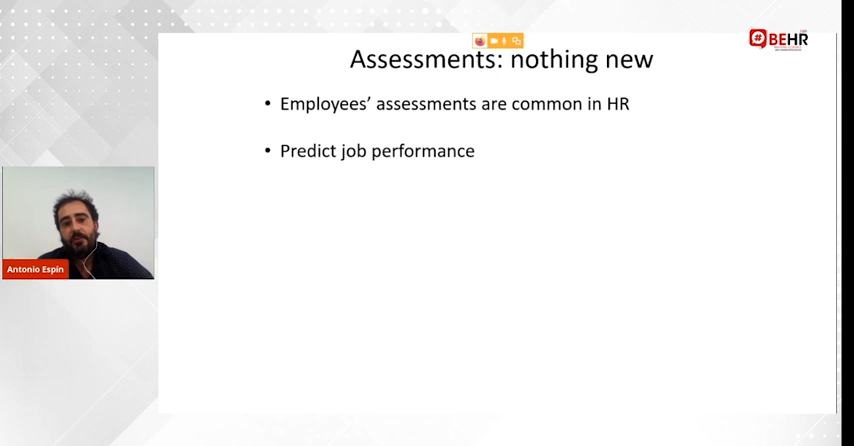 # BEHR
Assessments: nothing new
• Employees’ assessments are common in HR
• Predict job performance
Antonio Espín